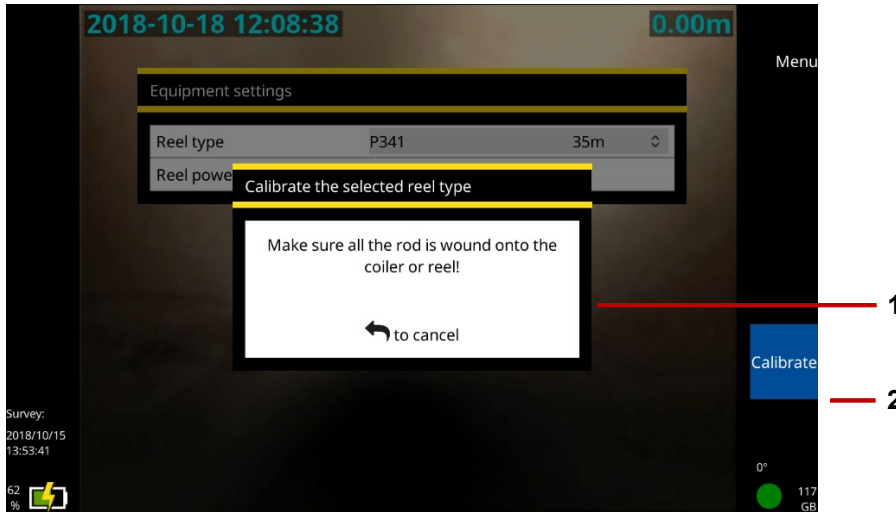 2018-10-18 12:08:38 0.00m
Menu
Equipment settings
Reel type P341 35m
Reel powe
Calibrate the selected reel type
Make sure all the rod is wound onto the
coiler or reel!
to cancel
1
Calibrate
2
Survey:
2018/10/15
13:53:41
0°
62
%
117
GB